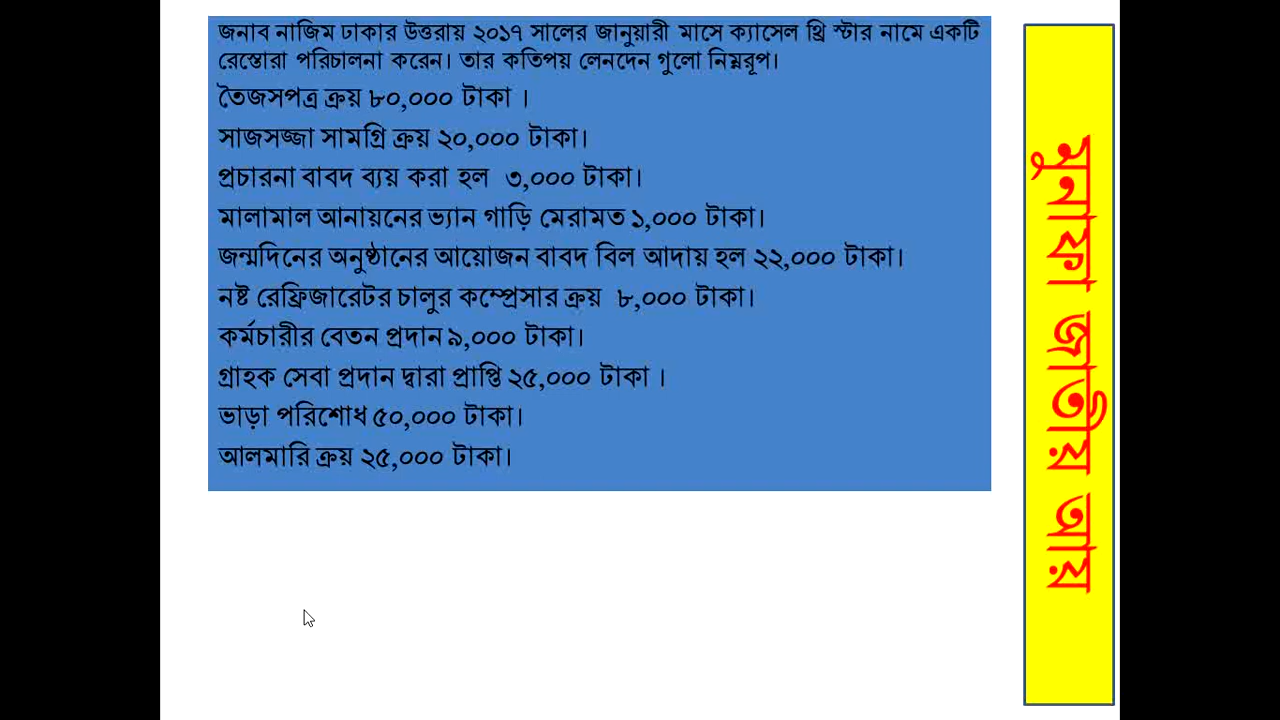 জনাব নাজিম ঢাকার উত্তরায় ২০১৭ সালের জানুয়ারী মাসে ক্যাসেল থ্রি স্টার নামে একটি
রেস্তোরা পরিচালনা করেন। তার কতিপয় লেনদেন গুলো নিম্নরূপ।
তৈজসপত্র ক্রয় ৮০,০০০ টাকা ।
সাজসজ্জা সামগ্রি ক্রয় ২০,০০০ টাকা।
প্রচারনা বাবদ ব্যয় করা হল ৩,০০০ টাকা।
মালামাল আনায়নের ভ্যান গাড়ি মেরামত ১,০০০ টাকা।
জন্মদিনের অনুষ্ঠানের আয়োজন বাবদ বিল আদায় হল ২২,০০০ টাকা।
নষ্ট রেফ্রিজারেটর চালুর কম্প্রেসার ক্রয় ৮,০০০ টাকা।
কর্মচারীর বেতন প্রদান ৯,০০০ টাকা।
গ্রাহক সেবা প্রদান দ্বারা প্রাপ্তি ২৫,০০০ টাকা ।
ভাড়া পরিশোধ ৫০,০০০ টাকা।
আলমারি ক্রয় ২৫,০০০ টাকা।
মুনাফা জাতীয় আয়